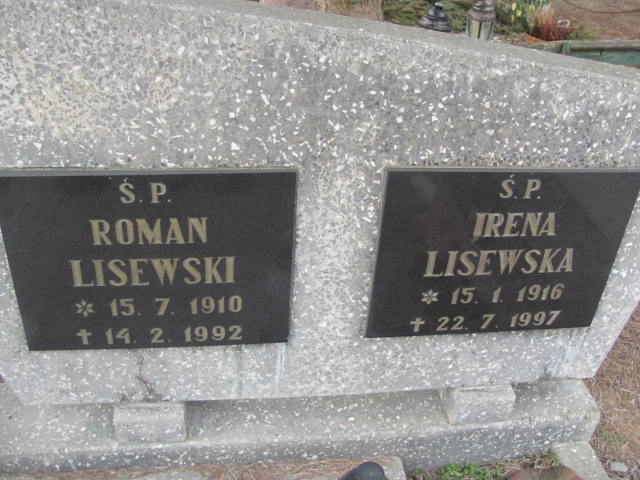 Ś. P.
ROMAN
LISEWSKI
* 15. 7. 1910
✝ 14. 2. 1992
Ś. P.
IRENA
LISEWSKA
* 15. 1. 1916
✝ 22. 7. 1997